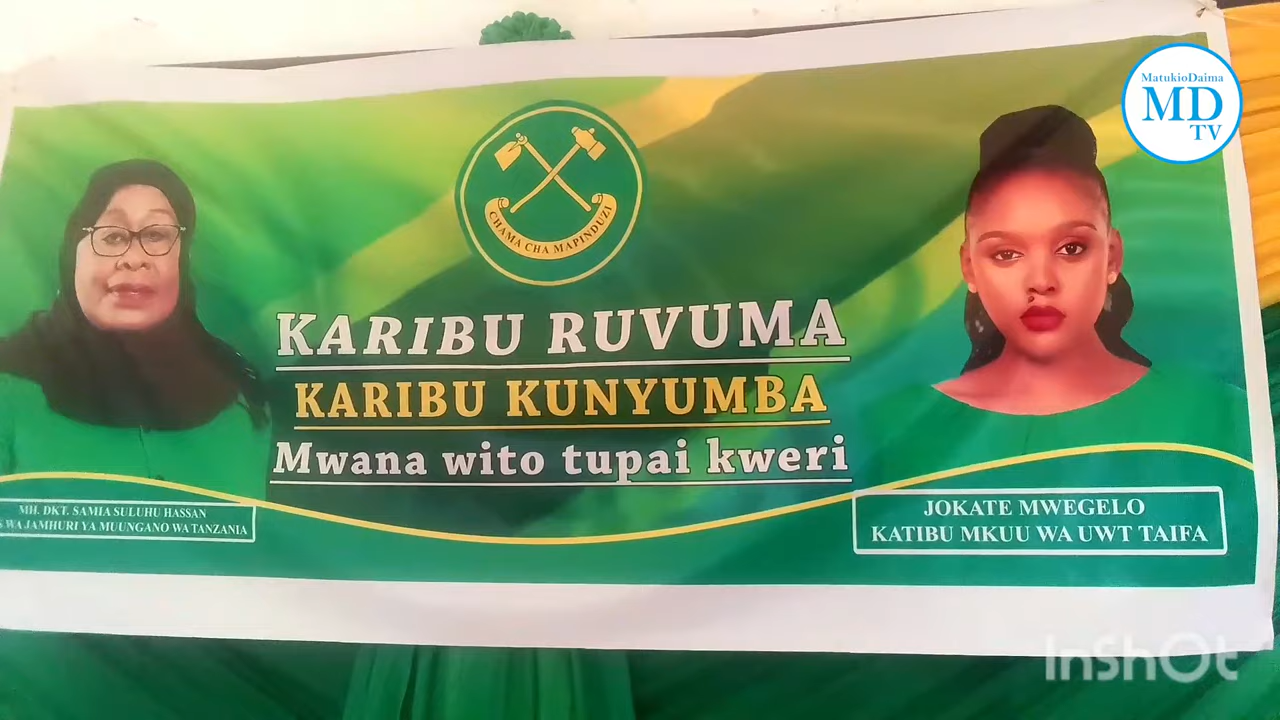 MatukioDaima
MD
TV
CHAMA CHA MAPINDUZI
KARIBU RUVUMA
KARIBU KUNYUMBA
Mwana wito tupai kweri
MH. DKT. SAMIA SULUHU HASSAN
WA JAMHURI YA MUUNGANO WA TANZANIA
JOKATE MWEGELO
KATIBU MKUU WA UWT TAIFA
InShOt